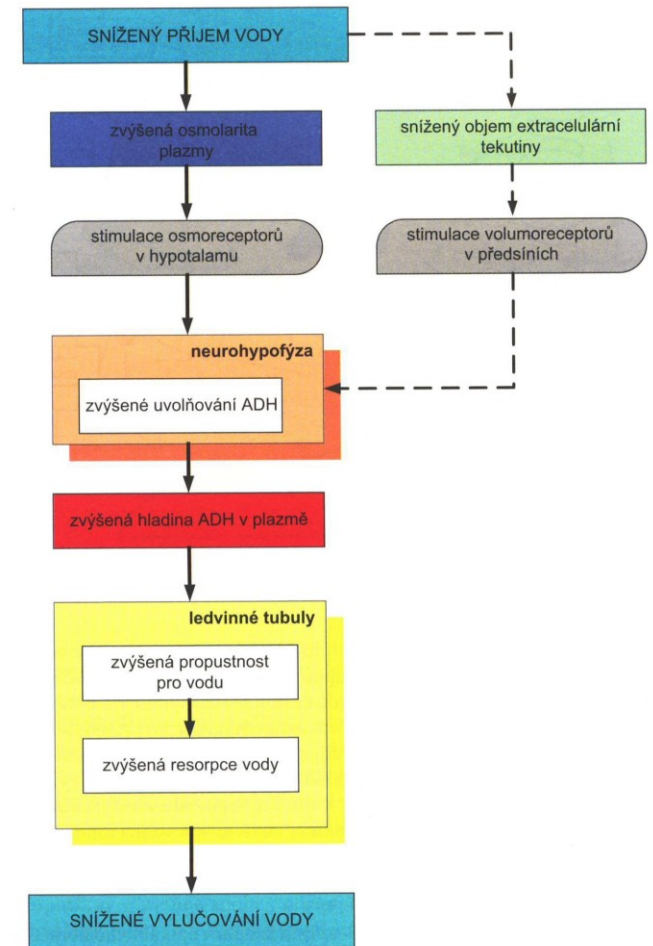 SNÍŽENÝ PŘÍJEM VODY
zvýšená osmolarita
plazmy
snížený objem extracelulární
tekutiny
stimulace osmoreceptorů
v hypotalamu
stimulace volumoreceptorů
v předsíních
neurohypofýza
zvýšené uvolňování ADH
zvýšená hladina ADH v plazmě
ledvinné tubuly
zvýšená propustnost
pro vodu
zvýšená resorpce vody
SNÍŽENÉ VYLUČOVÁNÍ VODY